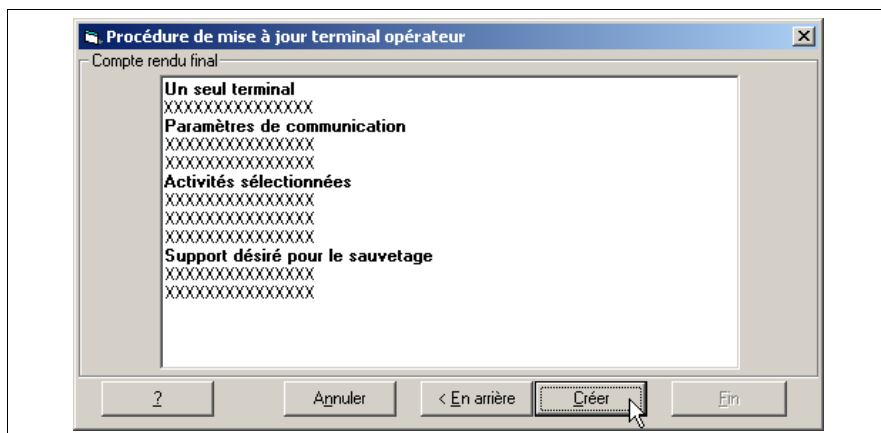 Procédure de mise à jour terminal opérateur
Compte rendu final
Un seul terminal
XXXXXXXXXXXXXXX
Paramètres de communication
XXXXXXXXXXXXXXX
XXXXXXXXXXXXXXX
Activités sélectionnées
XXXXXXXXXXXXXXX
XXXXXXXXXXXXXXX
XXXXXXXXXXXXXXX
Support désiré pour le sauvetage
XXXXXXXXXXXXXXX
XXXXXXXXXXXXXXX
? Annuler < En arrière Créer Fin